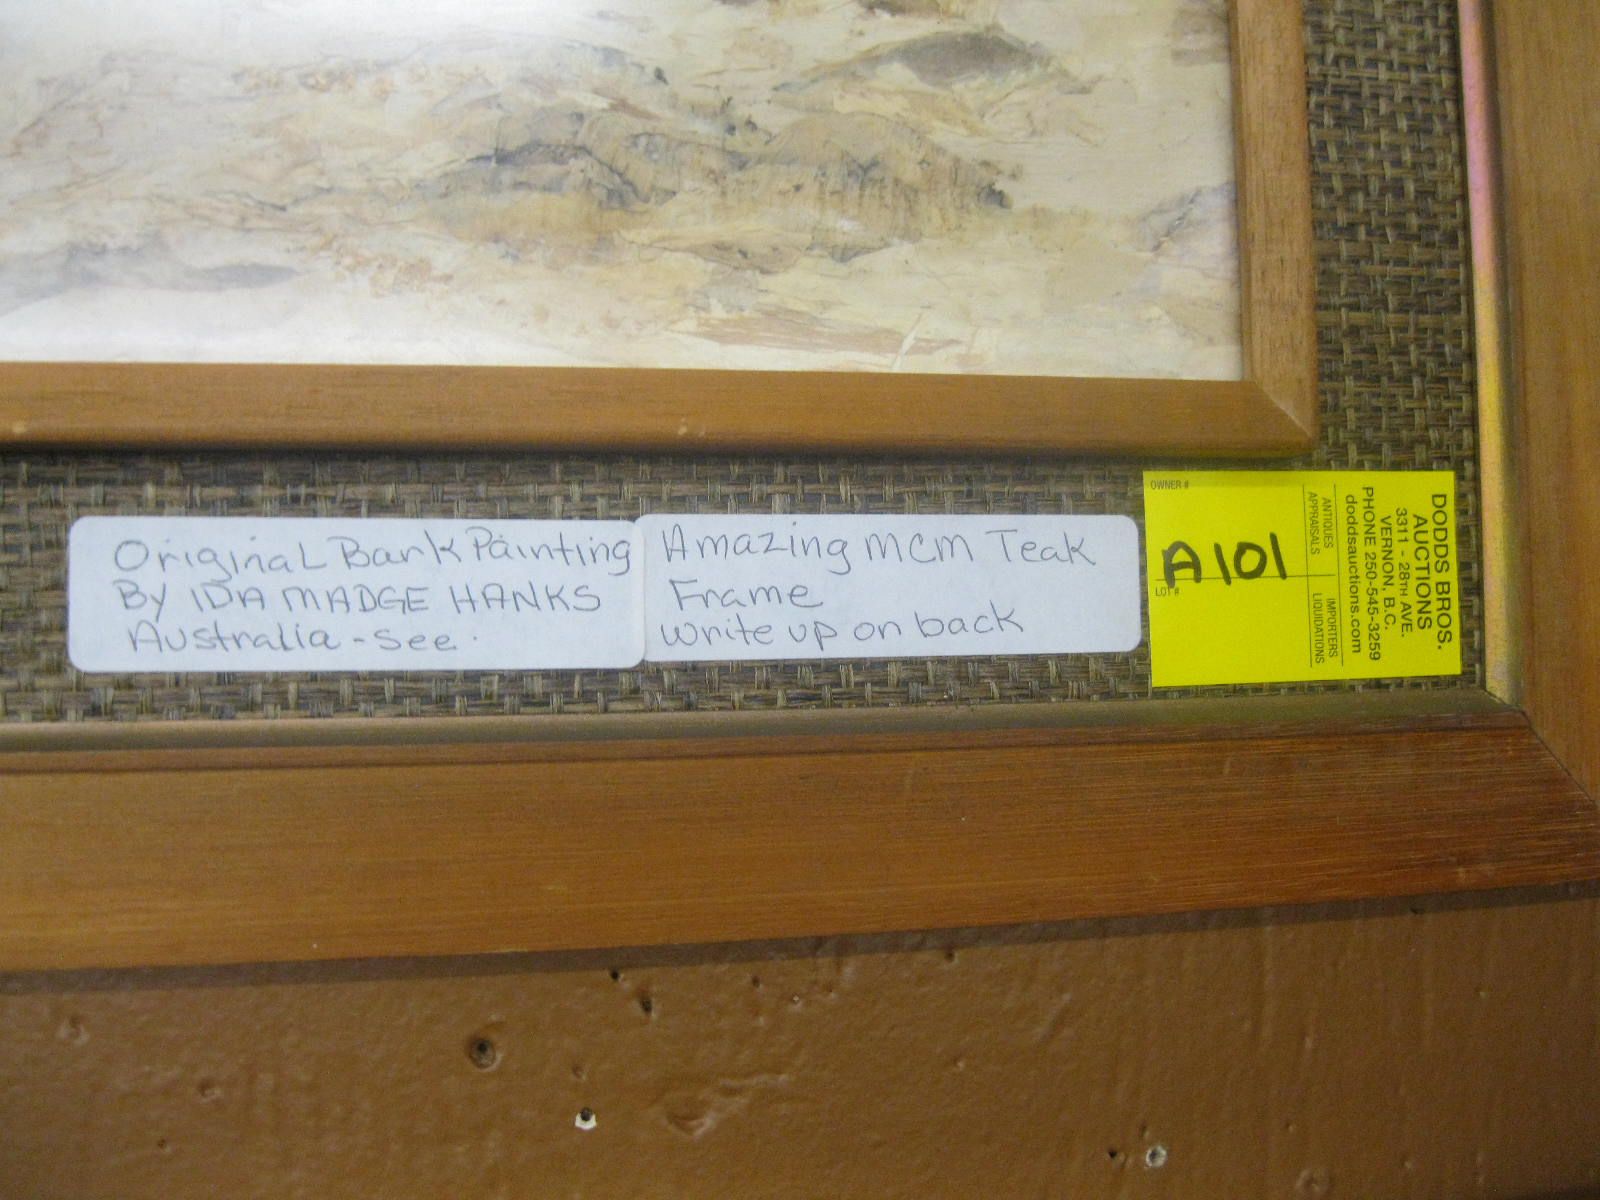 Original Bark Painting
By IDA MADGE HANKS
Australia - See.
Amazing MCM Teak
Frame
write up on back
OWNER #
A101
LOT #
DODDS BROS.
AUCTIONS
3311 - 28TH AVE.
VERNON, B.C.
PHONE 250-545-3259
doddsauctions.com
ANTIQUES
APPRAISALS
IMPORTERS
LIQUIDATIONS